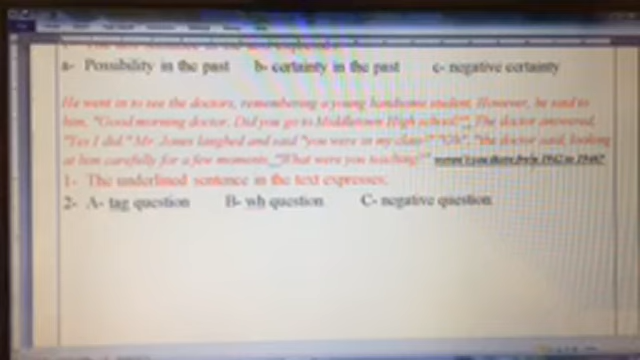 a- Possibility in the past b- certainty in the past c- negative certainty
He went in to see the doctors, remembering a young handsome student. However, he said to
him, "Good morning doctor. Did you go to Middletown High school?". The doctor answered,
"Yes I did." Mr. Jones laughed and said "you were in my class". "Oh", "the doctor said, looking
at him carefully for a few moments, "What were you teaching?"
1- The underlined sentence in the text expresses:
2- A- tag question B- wh question C- negative question